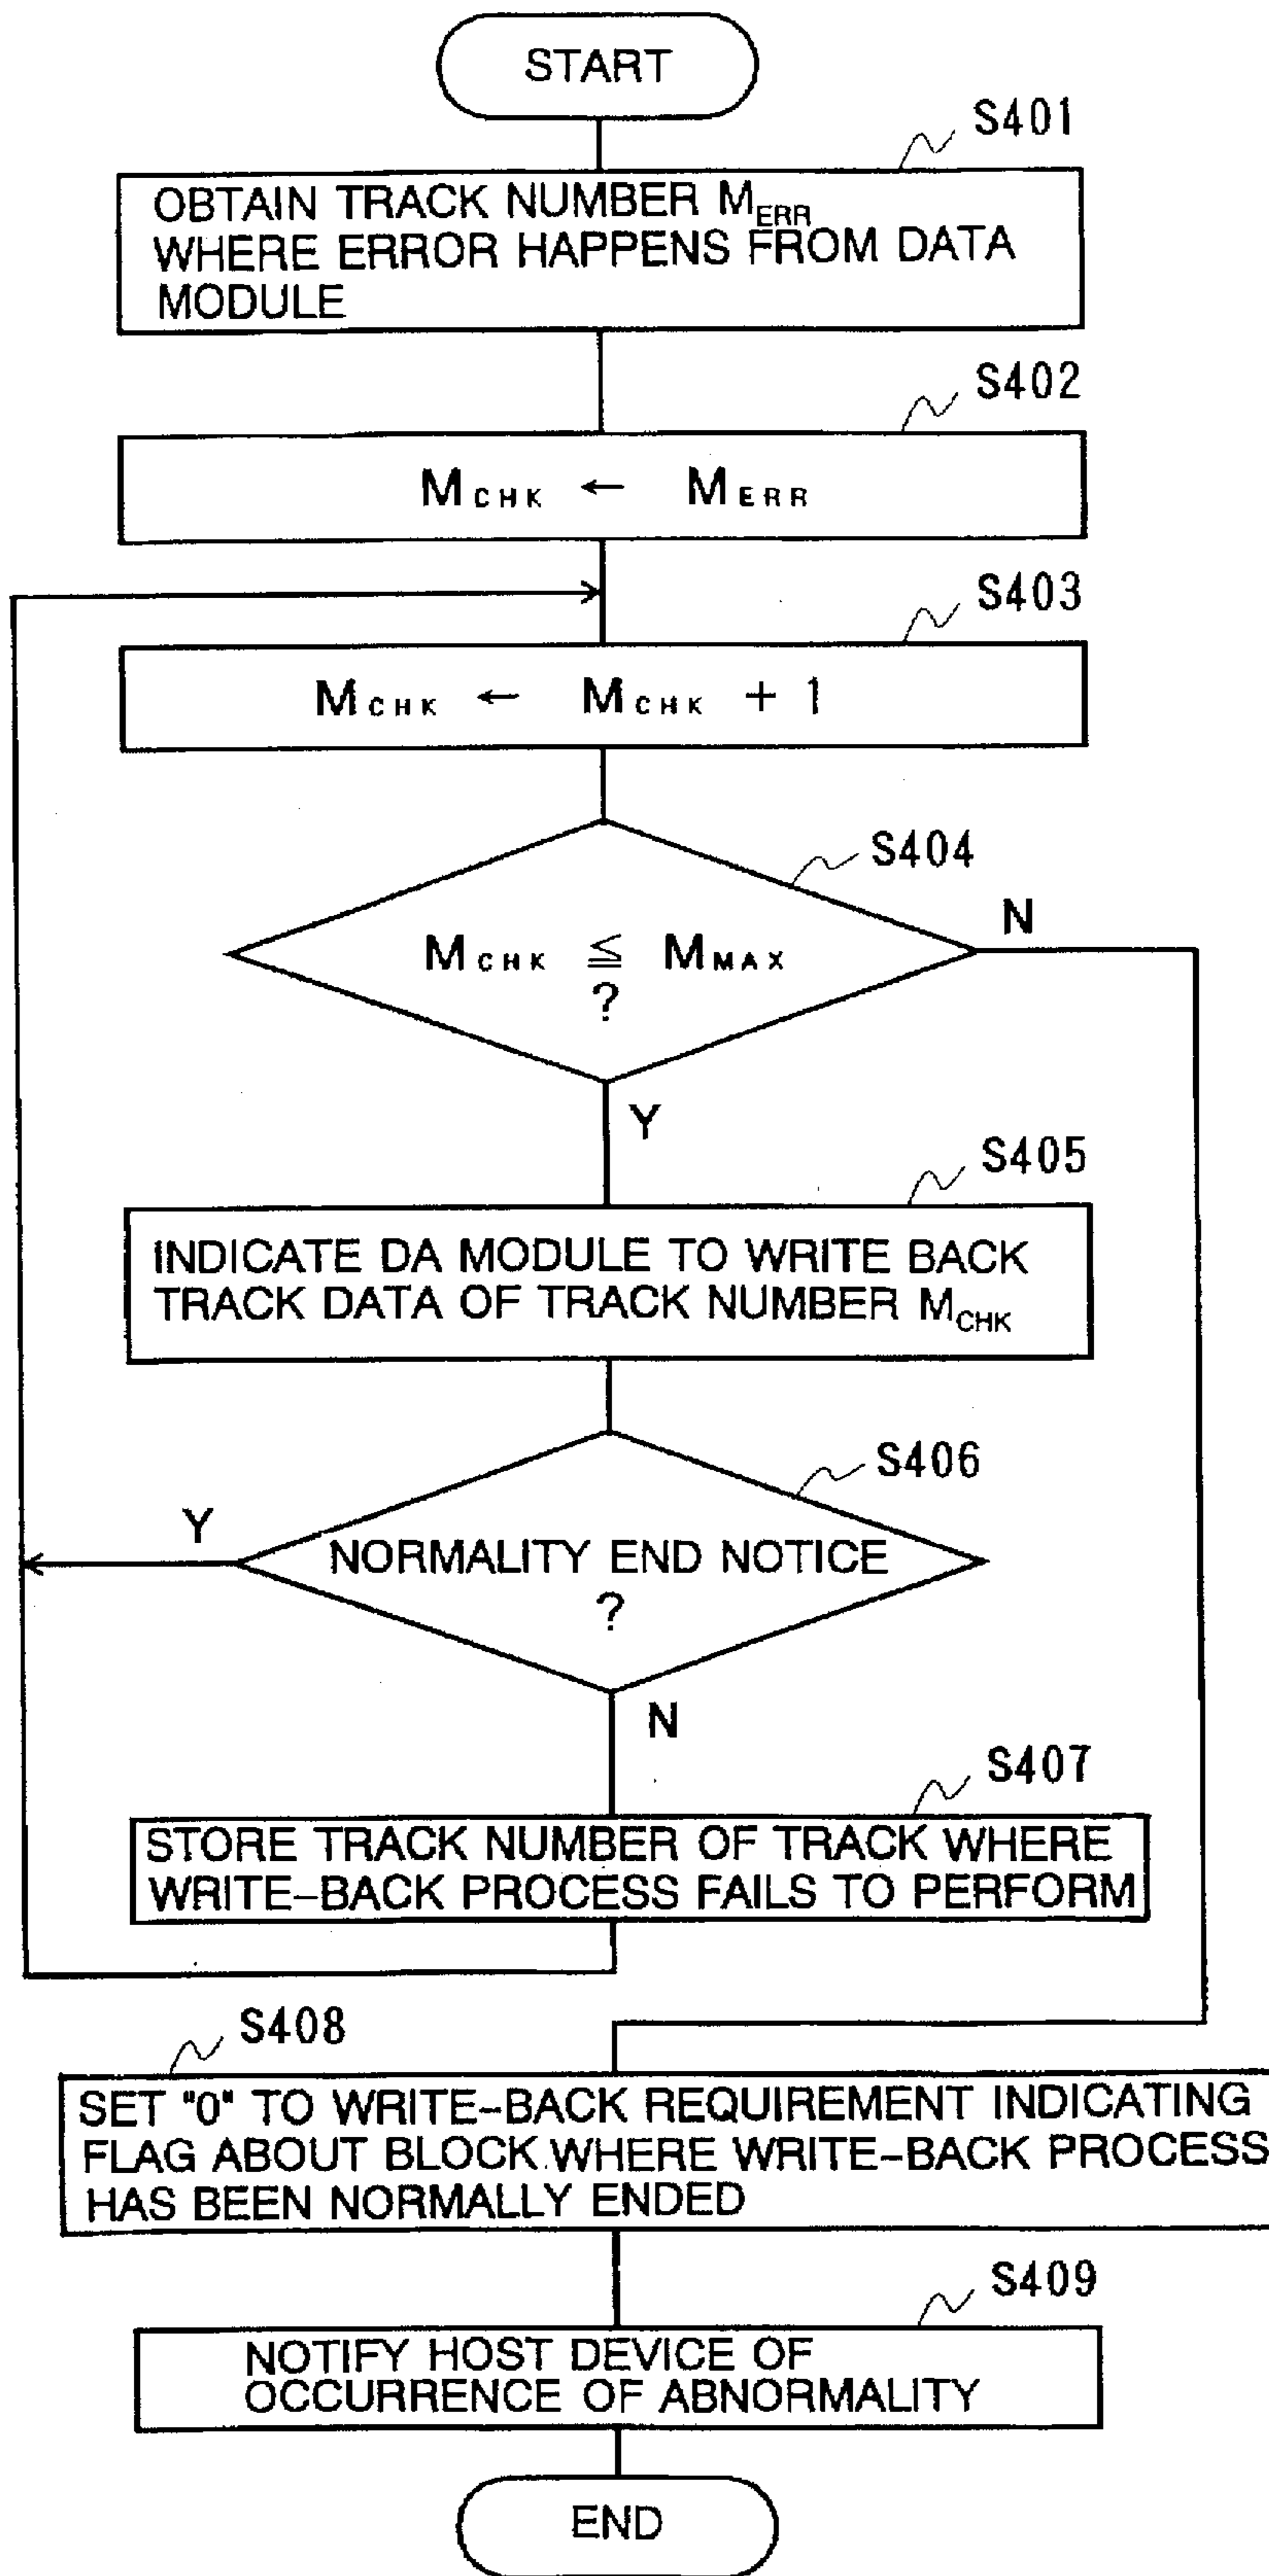 START
S401
OBTAIN TRACK NUMBER MERR
WHERE ERROR HAPPENS FROM DATA
MODULE
S402
MCHK ← MERR
S403
MCHK ← MCHK + 1
S404
N
MCHK ≦ MMAX
?
Y
S405
INDICATE DA MODULE TO WRITE BACK
TRACK DATA OF TRACK NUMBER MCHK
S406
Y
NORMALITY END NOTICE
?
N
S407
STORE TRACK NUMBER OF TRACK WHERE
WRITE-BACK PROCESS FAILS TO PERFORM
S408
SET "0" TO WRITE-BACK REQUIREMENT INDICATING
FLAG ABOUT BLOCK WHERE WRITE-BACK PROCESS
HAS BEEN NORMALLY ENDED
S409
NOTIFY HOST DEVICE OF
OCCURRENCE OF ABNORMALITY
END